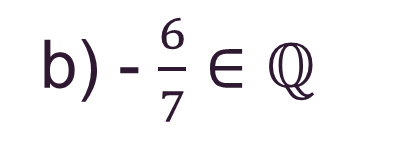 b) - 6/7 ∈ ℚ